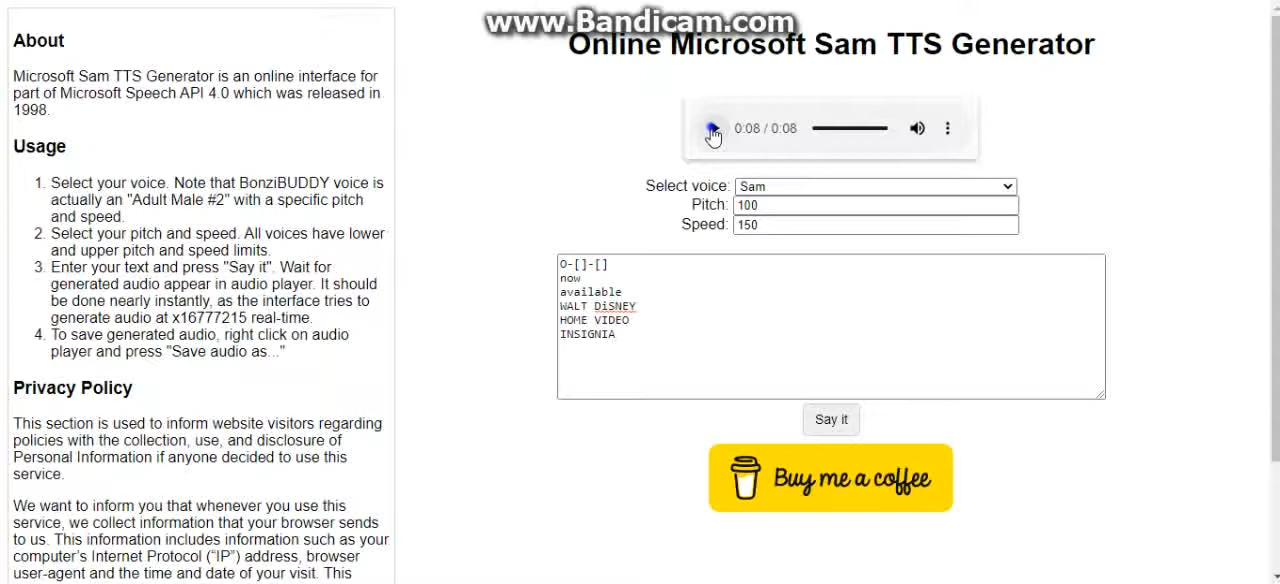 www.Bandicam.com
About
Microsoft Sam TTS Generator is an online interface for
part of Microsoft Speech API 4.0 which was released in
1998.
Usage
1. Select your voice. Note that BonziBUDDY voice is
actually an "Adult Male #2" with a specific pitch
and speed.
2. Select your pitch and speed. All voices have lower
and upper pitch and speed limits.
3. Enter your text and press "Say it". Wait for
generated audio appear in audio player. It should
be done nearly instantly, as the interface tries to
generate audio at x16777215 real-time.
4. To save generated audio, right click on audio
player and press "Save audio as..."
Privacy Policy
This section is used to inform website visitors regarding
policies with the collection, use, and disclosure of
Personal Information if anyone decided to use this
service.
We want to inform you that whenever you use this
service, we collect information that your browser sends
to us. This information includes information such as your
computer's Internet Protocol (“IP”) address, browser
user-agent and the time and date of your visit. This
Online Microsoft Sam TTS Generator
0:08 / 0:08
Select voice: Sam
Pitch: 100
Speed: 150
O-[]-[]
now
available
WALT DiSNEY
HOME VIDEO
INSIGNIA
Say it
Buy me a coffee